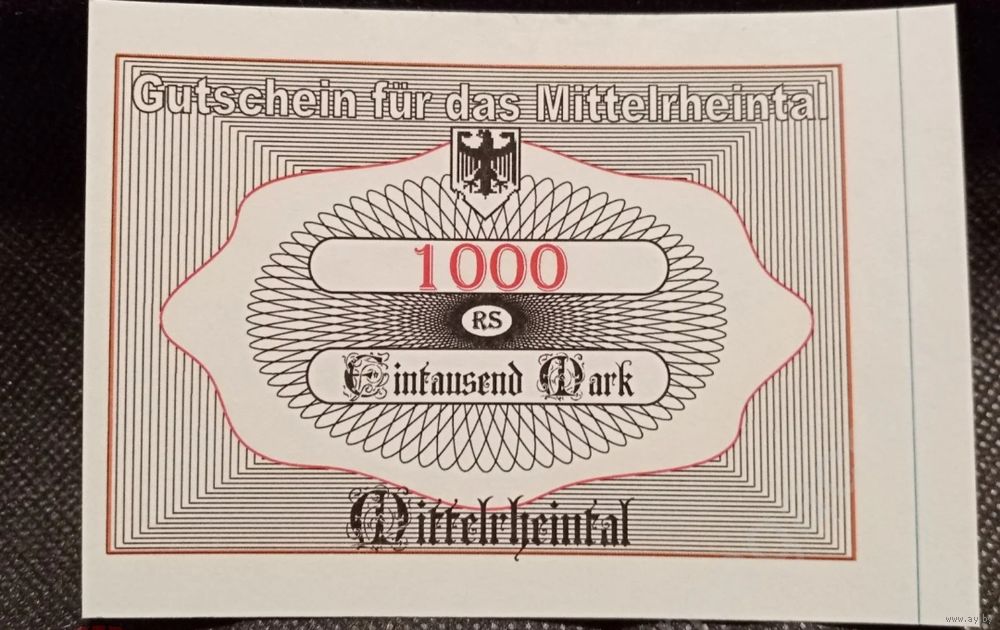 Gutschein für das Mittelrheintal
1000
RS
Eintausend Mark
Mittelrheintal
www.ay.by